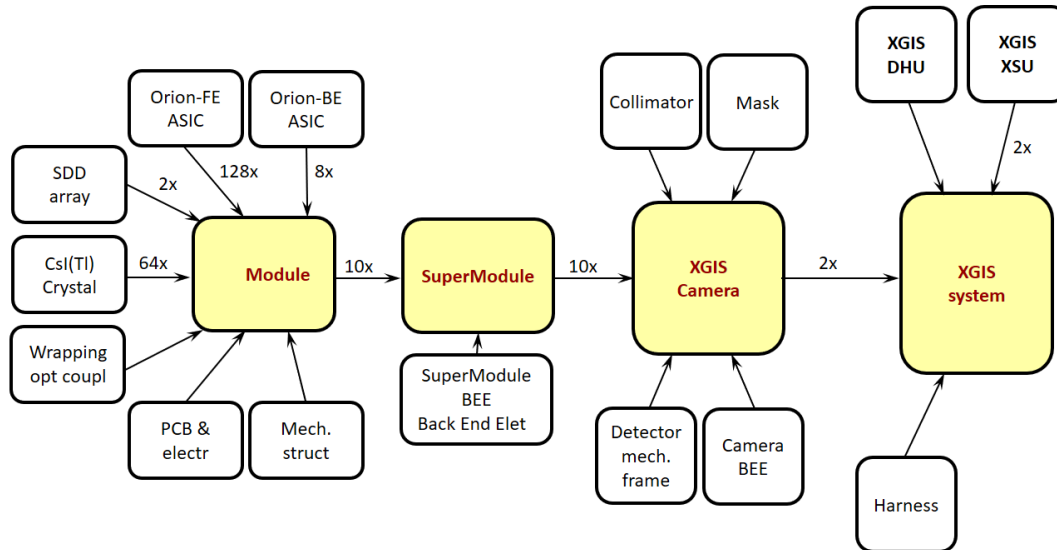 XGIS
DHU
XGIS
XSU
Orion-FE
ASIC
Orion-BE
ASIC
Collimator
Mask
SDD
array
2x
128x
8x
2x
CsI(Tl)
Crystal
64x
Module
10x
SuperModule
10x
XGIS
Camera
2x
XGIS
system
Wrapping
opt coupl
PCB &
electr
Mech.
struct
SuperModule
BEE
Back End Elet
Detector
mech.
frame
Camera
BEE
Harness